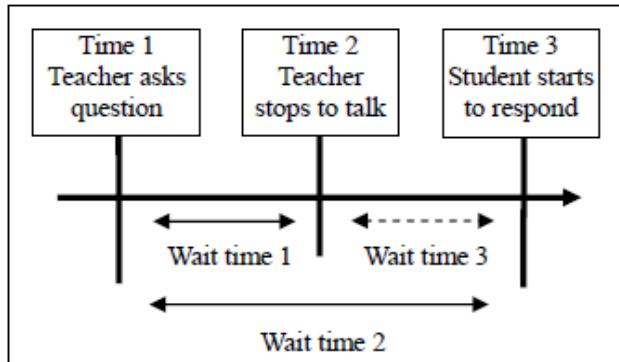 Time 1
Teacher asks
question
Time 2
Teacher
stops to talk
Time 3
Student starts
to respond
Wait time 1
Wait time 3
Wait time 2